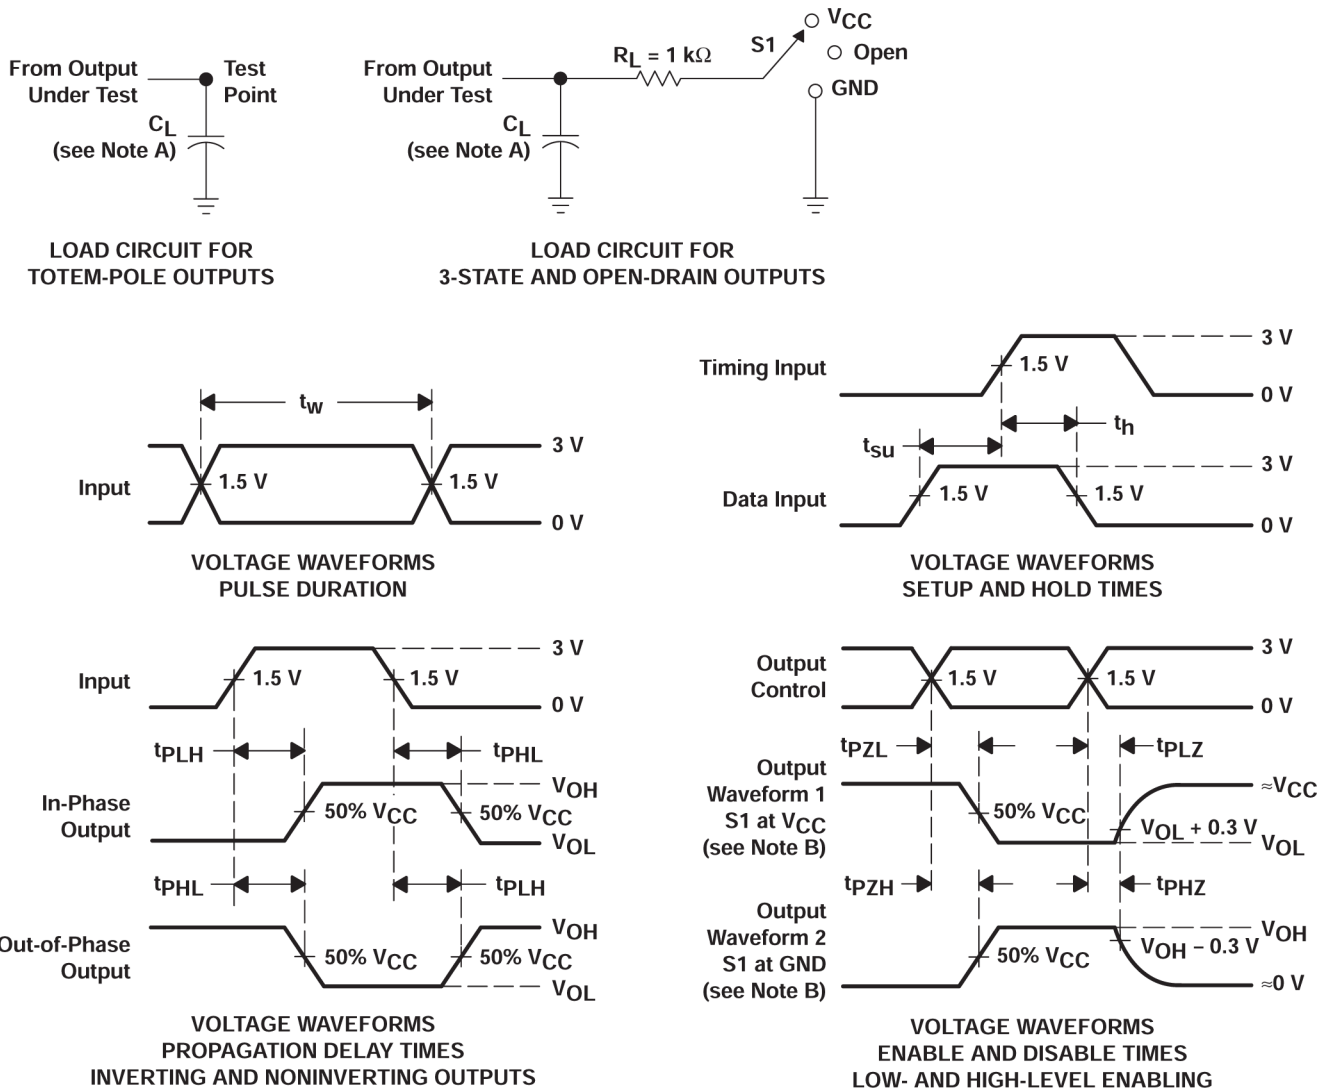 From Output
Under Test
Test
Point
CL
(see Note A)
LOAD CIRCUIT FOR
TOTEM-POLE OUTPUTS
From Output
Under Test
RL = 1 kΩ
S1
VCC
Open
GND
CL
(see Note A)
LOAD CIRCUIT FOR
3-STATE AND OPEN-DRAIN OUTPUTS
tw
Input
1.5 V
1.5 V
3 V
0 V
VOLTAGE WAVEFORMS
PULSE DURATION
Timing Input
1.5 V
3 V
0 V
tsu
th
Data Input
1.5 V
1.5 V
3 V
0 V
VOLTAGE WAVEFORMS
SETUP AND HOLD TIMES
Input
1.5 V
1.5 V
3 V
0 V
tPLH
tPHL
In-Phase
Output
50% VCC
50% VCC
VOH
VOL
tPHL
tPLH
Out-of-Phase
Output
50% VCC
50% VCC
VOH
VOL
VOLTAGE WAVEFORMS
PROPAGATION DELAY TIMES
INVERTING AND NONINVERTING OUTPUTS
Output
Control
1.5 V
1.5 V
3 V
0 V
tPZL
tPLZ
Output
Waveform 1
S1 at VCC
(see Note B)
50% VCC
VOL + 0.3 V
≈VCC
VOL
tPZH
tPHZ
Output
Waveform 2
S1 at GND
(see Note B)
50% VCC
VOH − 0.3 V
VOH
≈0 V
VOLTAGE WAVEFORMS
ENABLE AND DISABLE TIMES
LOW- AND HIGH-LEVEL ENABLING